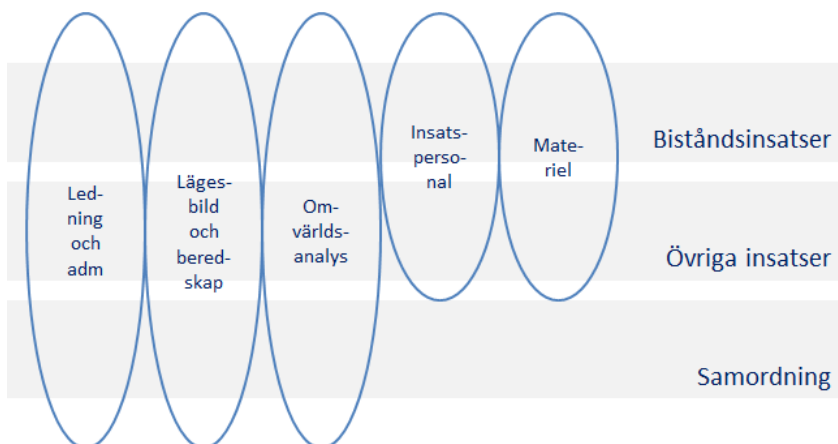 Led-
ning
och
adm
Läges-
bild
och
bered-
skap
Om-
världs-
analys
Insats-
perso-
nal
Mate-
riel
Biståndsinsatser
Övriga insatser
Samordning